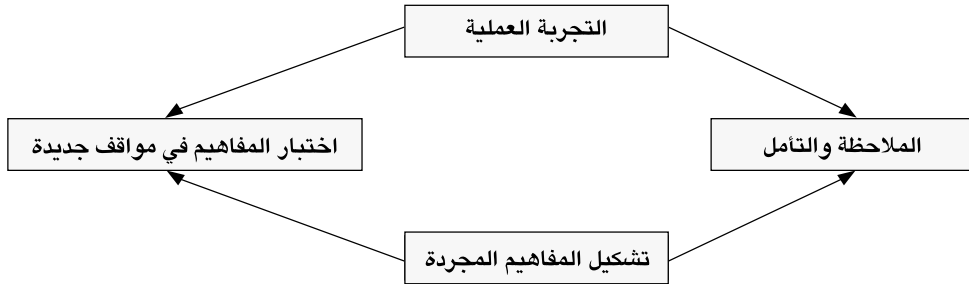 التجربة العملية
الملاحظة والتأمل
اختبار المفاهيم في مواقف جديدة
تشكيل المفاهيم المجردة